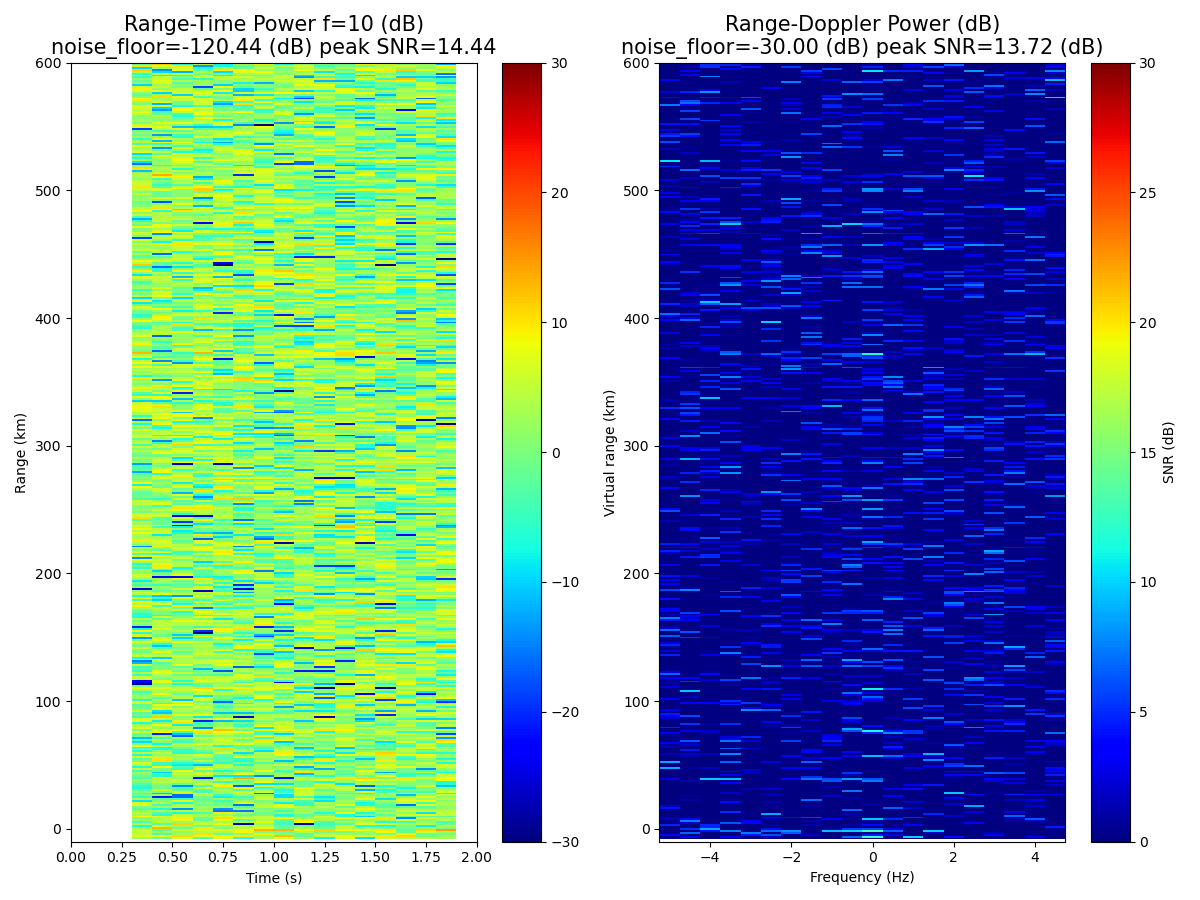 Range-Time Power f=10 (dB)
noise_floor=-120.44 (dB) peak SNR=14.44
Range (km)
600
500
400
300
200
100
0
0.00 0.25 0.50 0.75 1.00 1.25 1.50 1.75 2.00
Time (s)
30
20
10
0
−10
−20
−30
Range-Doppler Power (dB)
noise_floor=-30.00 (dB) peak SNR=13.72 (dB)
Virtual range (km)
600
500
400
300
200
100
0
−4 −2 0 2 4
Frequency (Hz)
30
25
20
15
10
5
0
SNR (dB)